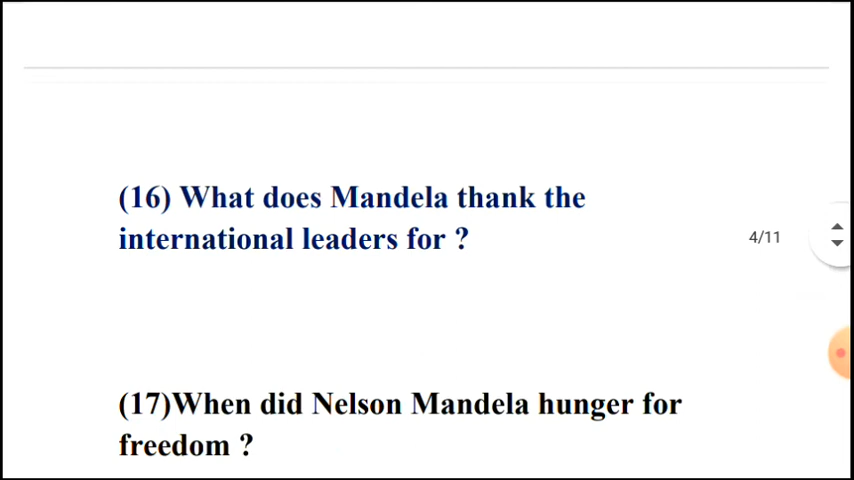 (16) What does Mandela thank the
international leaders for ?
4/11
(17)When did Nelson Mandela hunger for
freedom ?